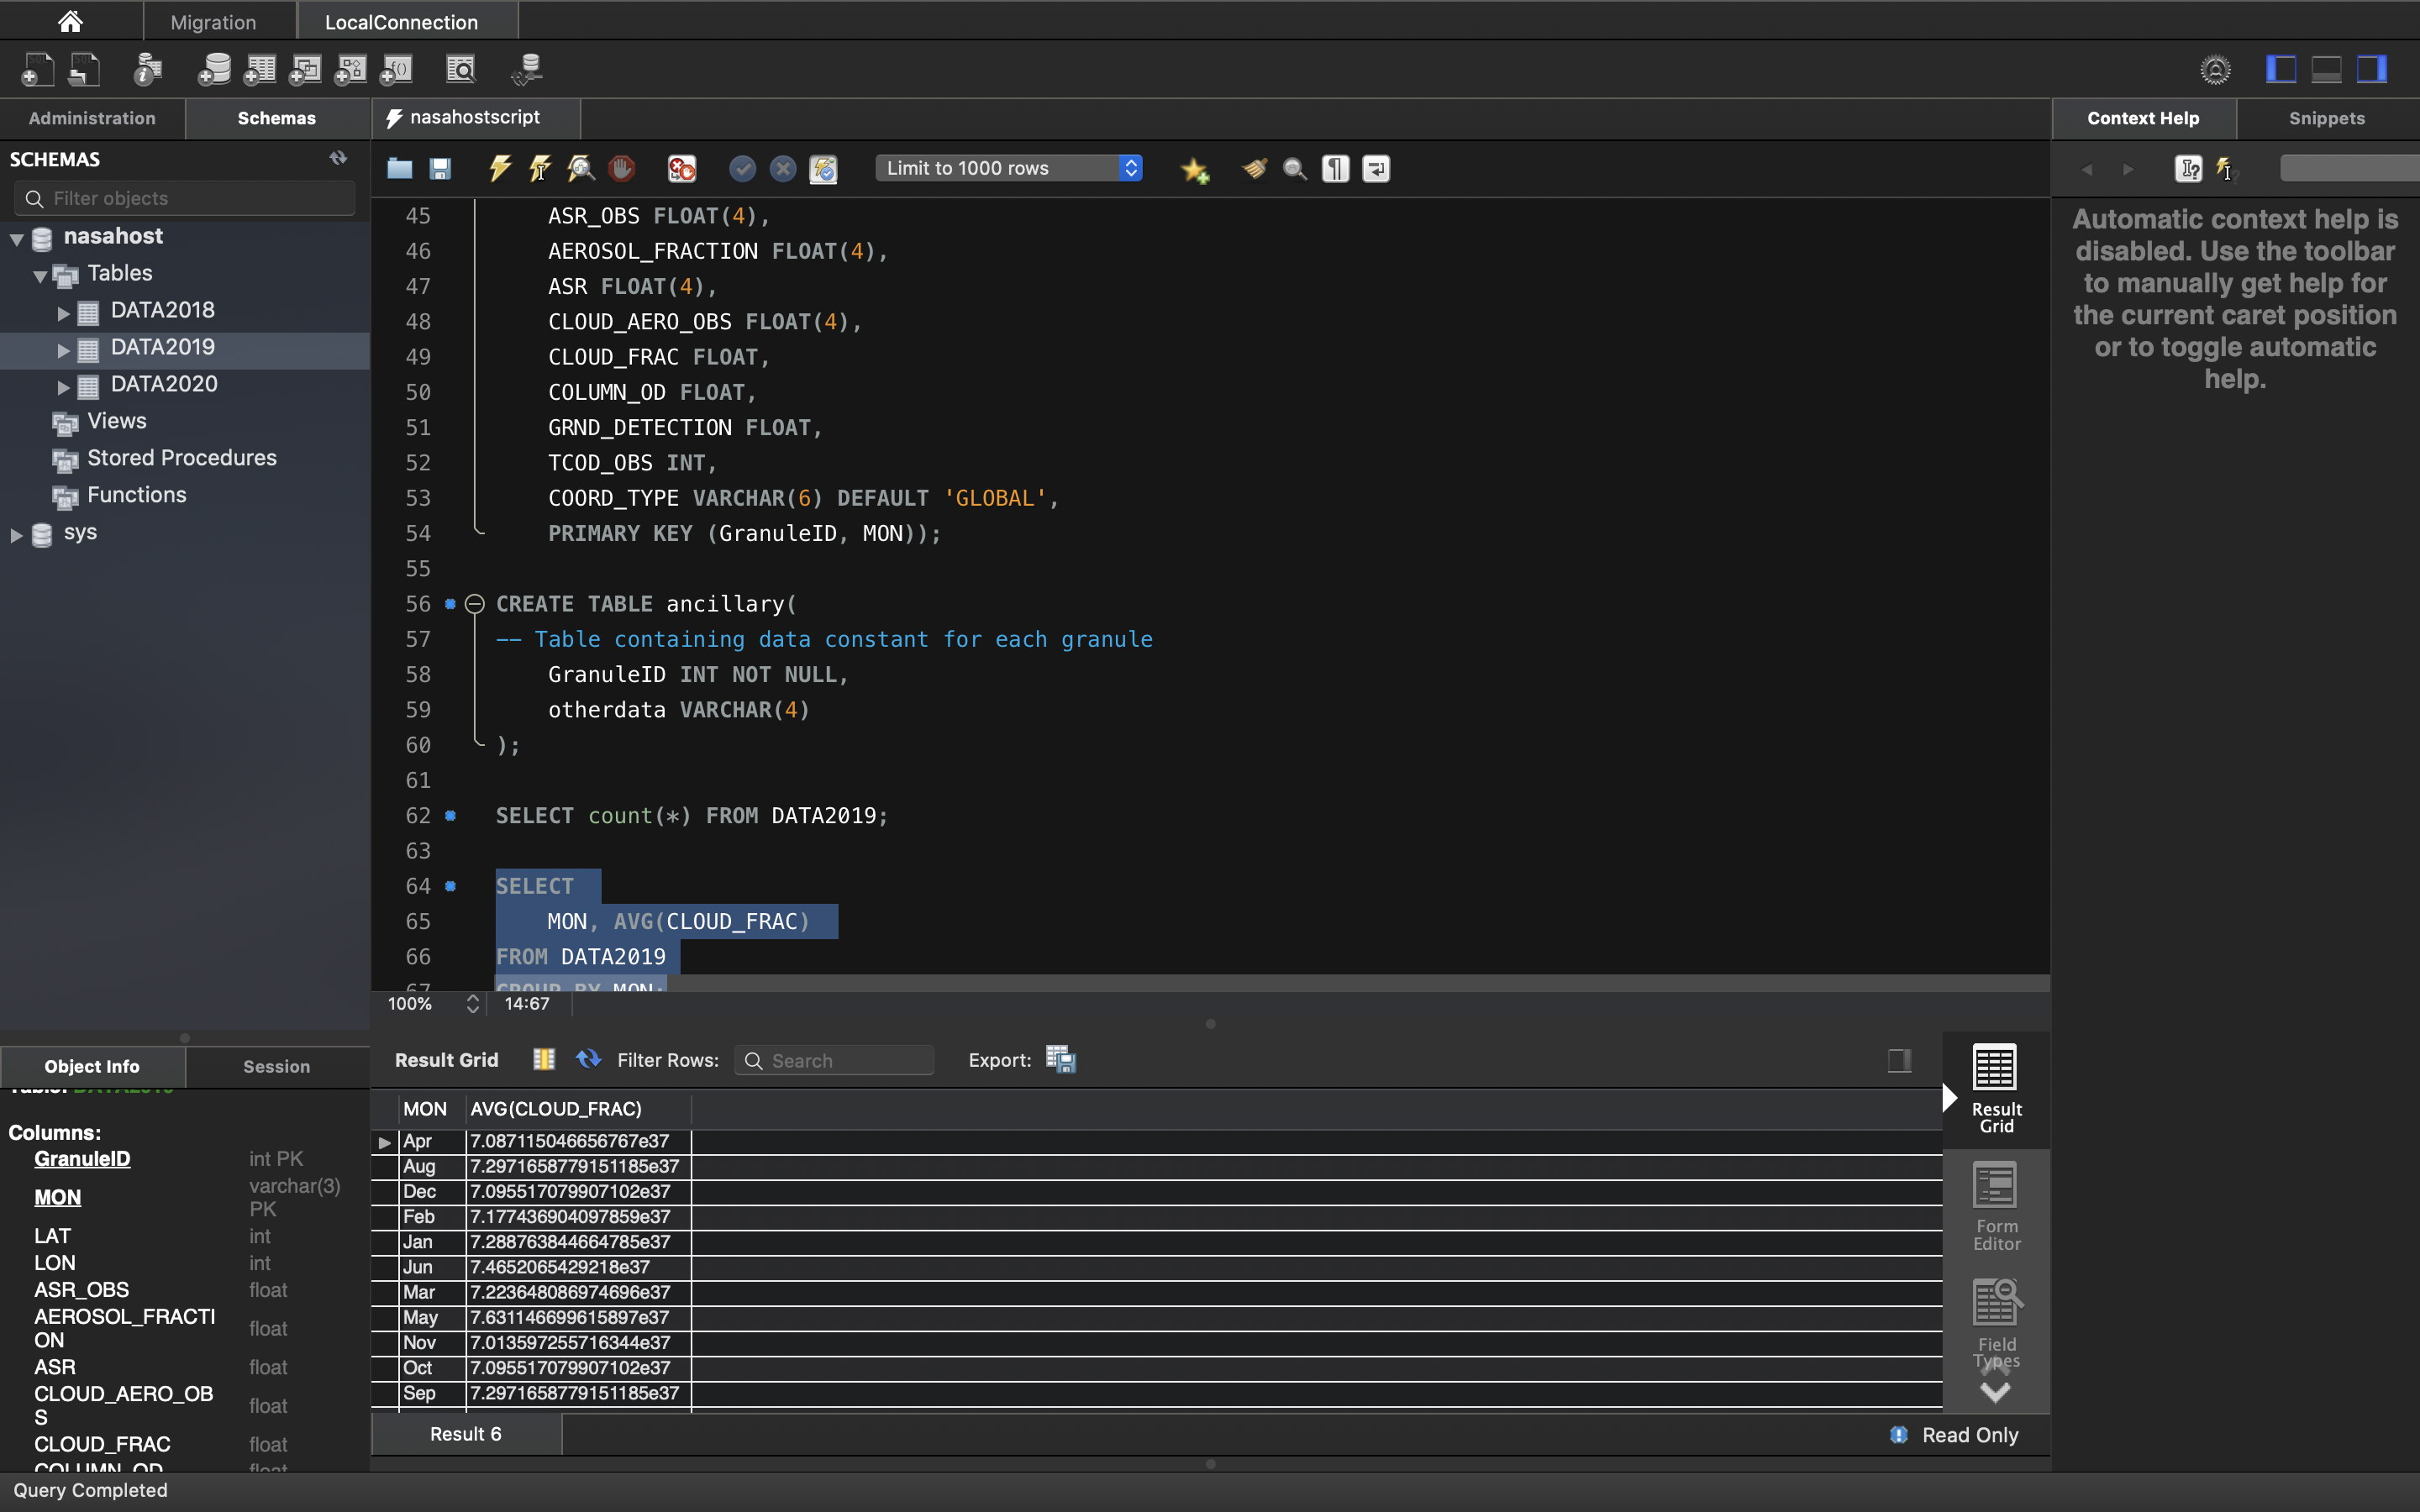 Migration
LocalConnection
Administration
Schemas
nasahostscript
Context Help
Snippets
SCHEMAS
Filter objects
nasahost
Tables
DATA2018
DATA2019
DATA2020
Views
Stored Procedures
Functions
sys
Limit to 1000 rows
45 ASR_OBS FLOAT(4),
46 AEROSOL_FRACTION FLOAT(4),
47 ASR FLOAT(4),
48 CLOUD_AERO_OBS FLOAT(4),
49 CLOUD_FRAC FLOAT,
50 COLUMN_OD FLOAT,
51 GRND_DETECTION FLOAT,
52 TCOD_OBS INT,
53 COORD_TYPE VARCHAR(6) DEFAULT 'GLOBAL',
54 PRIMARY KEY (GranuleID, MON));
55
56 CREATE TABLE ancillary(
57 -- Table containing data constant for each granule
58 GranuleID INT NOT NULL,
59 otherdata VARCHAR(4)
60 );
61
62 SELECT count(*) FROM DATA2019;
63
64 SELECT
65 MON, AVG(CLOUD_FRAC)
66 FROM DATA2019
67 GROUP BY MON;
100% 14:67
Automatic context help is
disabled. Use the toolbar
to manually get help for
the current caret position
or to toggle automatic
help.
Object Info
Session
Columns:
GranuleID int PK
MON varchar(3)
PK
LAT int
LON int
ASR_OBS float
AEROSOL_FRACTI
ON float
ASR float
CLOUD_AERO_OB
S float
CLOUD_FRAC float
COLUMN_OD float
Result Grid
Filter Rows:
Search
Export:
MON AVG(CLOUD_FRAC)
Apr 7.087115046656767e37
Aug 7.2971658779151185e37
Dec 7.095517079907102e37
Feb 7.177436904097859e37
Jan 7.288763844664785e37
Jun 7.4652065429218e37
Mar 7.223648086974696e37
May 7.631146699615897e37
Nov 7.013597255716344e37
Oct 7.095517079907102e37
Sep 7.2971658779151185e37
Result
Grid
Form
Editor
Field
Types
Result 6
Read Only
Query Completed